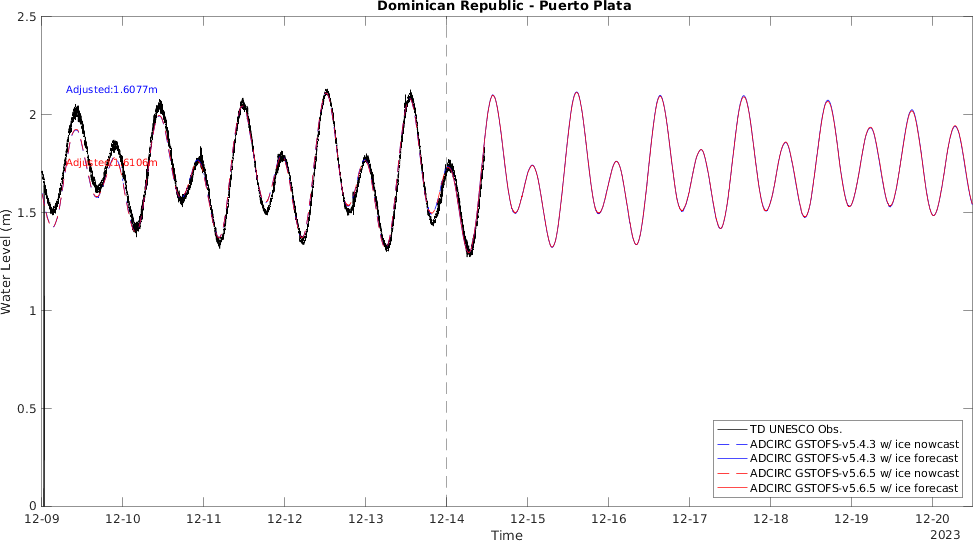 Dominican Republic - Puerto Plata
2.5
2
1.5
1
0.5
0
Water Level (m)
Adjusted:1.6077m
Adjusted:1.6106m
TD UNESCO Obs.
ADCIRC GSTOFS-v5.4.3 w/ ice nowcast
ADCIRC GSTOFS-v5.4.3 w/ ice forecast
ADCIRC GSTOFS-v5.6.5 w/ ice nowcast
ADCIRC GSTOFS-v5.6.5 w/ ice forecast
12-09 12-10 12-11 12-12 12-13 12-14 12-15 12-16 12-17 12-18 12-19 12-20
Time
2023